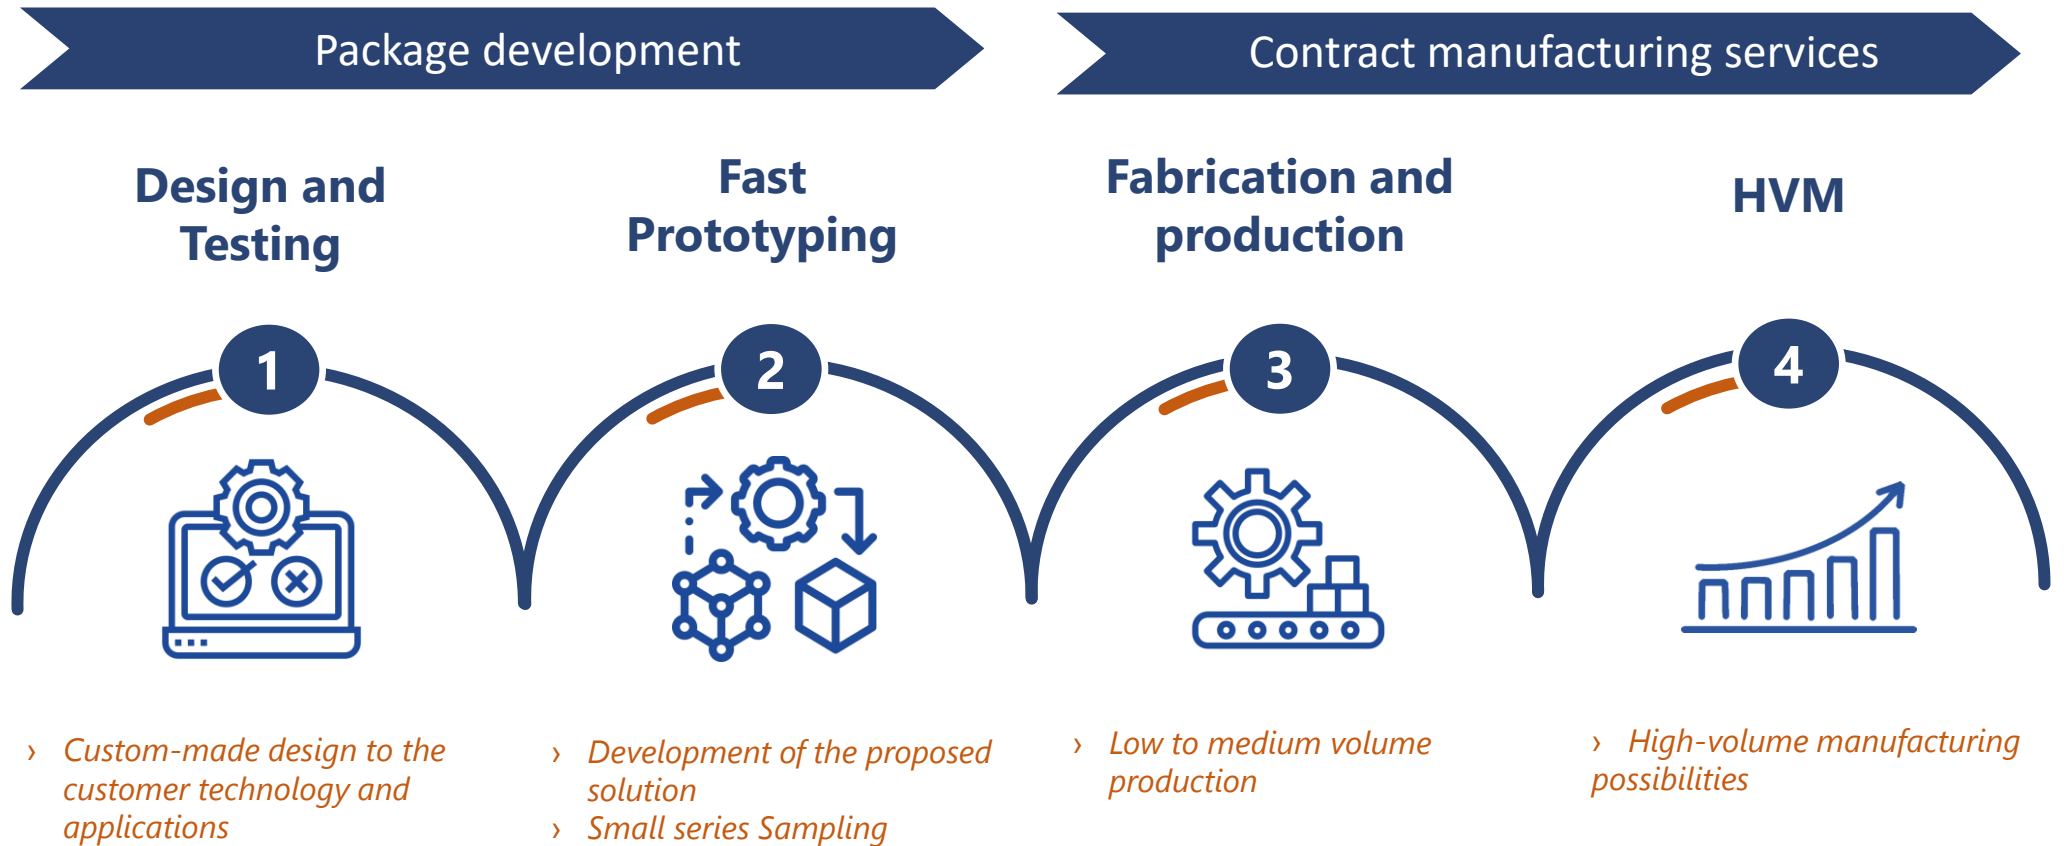 Package development
Contract manufacturing services
Design and
Testing
Fast
Prototyping
Fabrication and
production
HVM
1
2
3
4
› Custom-made design to the
customer technology and
applications
› Development of the proposed
solution
› Small series Sampling
› Low to medium volume
production
› High-volume manufacturing
possibilities